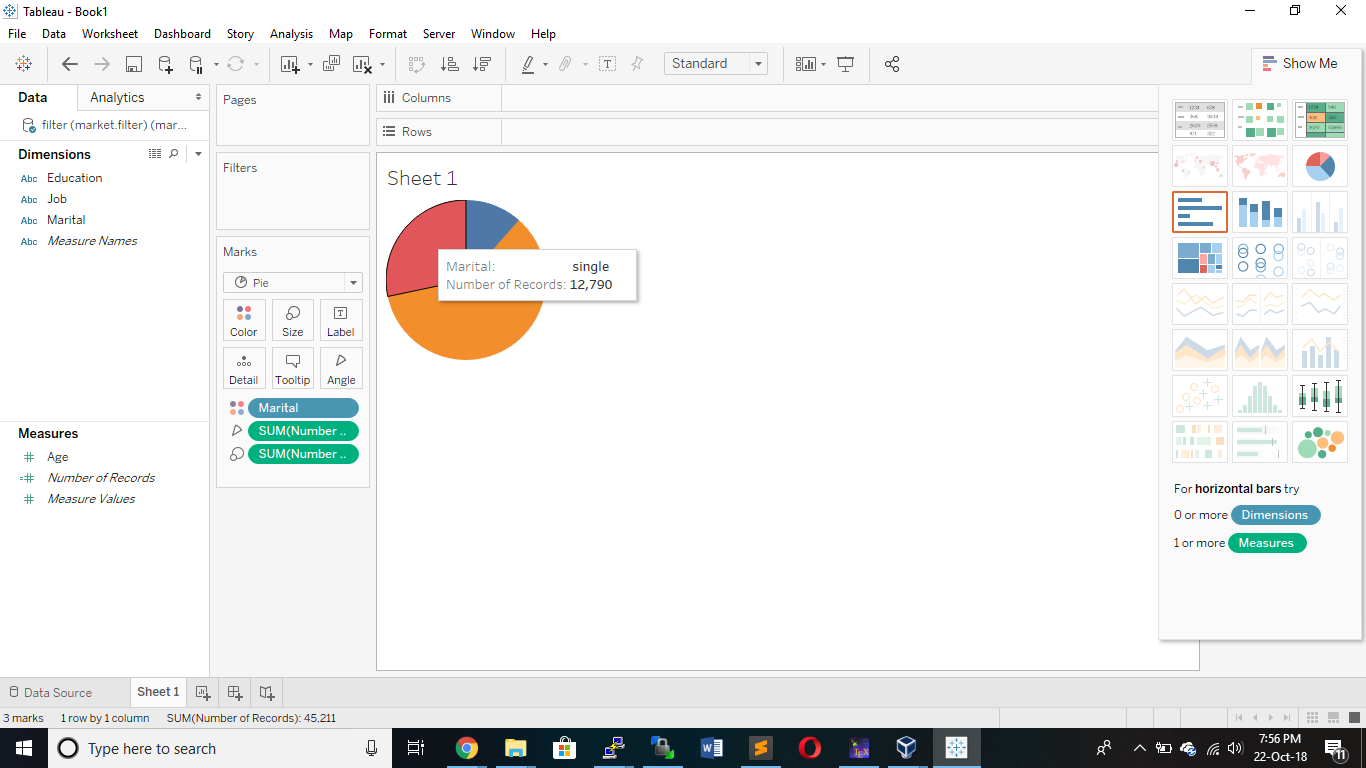 Tableau - Book1
File Data Worksheet Dashboard Story Analysis Map Format Server Window Help
Standard
Show Me
Data Analytics
filter (market.filter) (mar...
Dimensions
Abc Education
Abc Job
Abc Marital
Abc Measure Names
Measures
# Age
=# Number of Records
# Measure Values
Pages
Filters
Marks
Pie
Color Size Label
Detail Tooltip Angle
Marital
SUM(Number ..
SUM(Number ..
Columns
Rows
Sheet 1
Marital: single
Number of Records: 12,790
For horizontal bars try
0 or more Dimensions
1 or more Measures
Data Source Sheet 1
3 marks 1 row by 1 column SUM(Number of Records): 45,211
Type here to search
7:56 PM
22-Oct-18
11